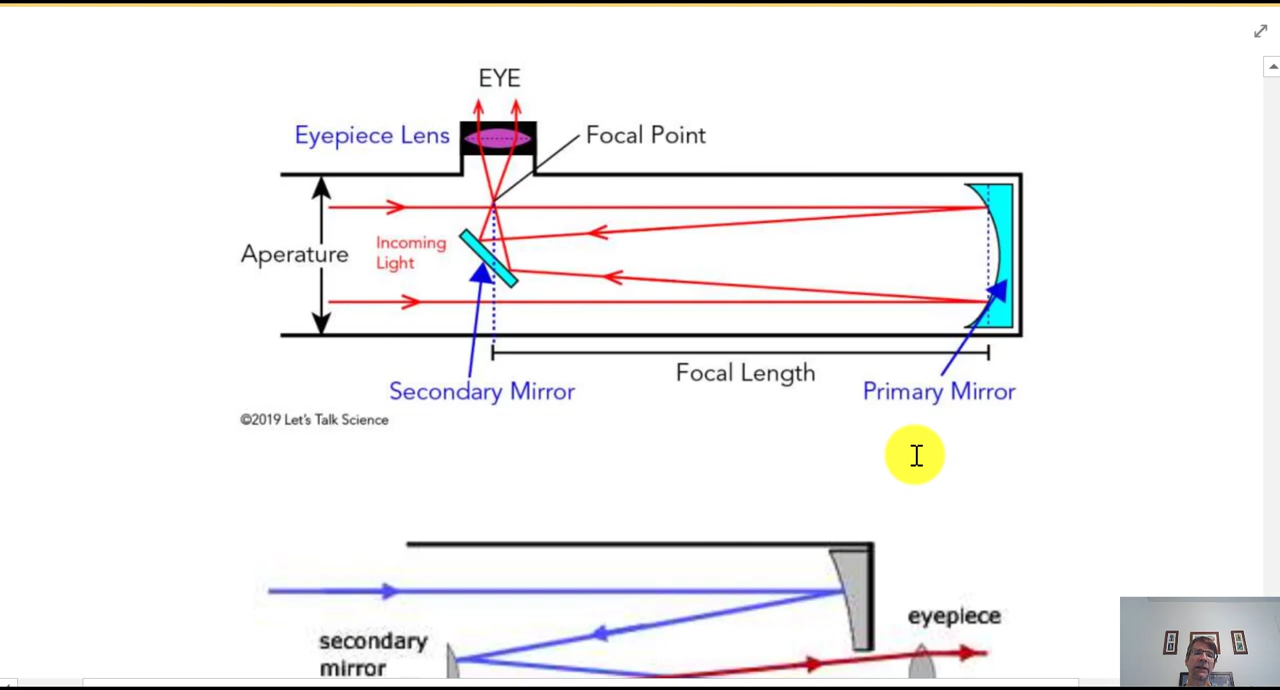 EYE
Eyepiece Lens
Focal Point
Aperature
Incoming
Light
Focal Length
Secondary Mirror
Primary Mirror
©2019 Let's Talk Science
eyepiece
secondary
mirror